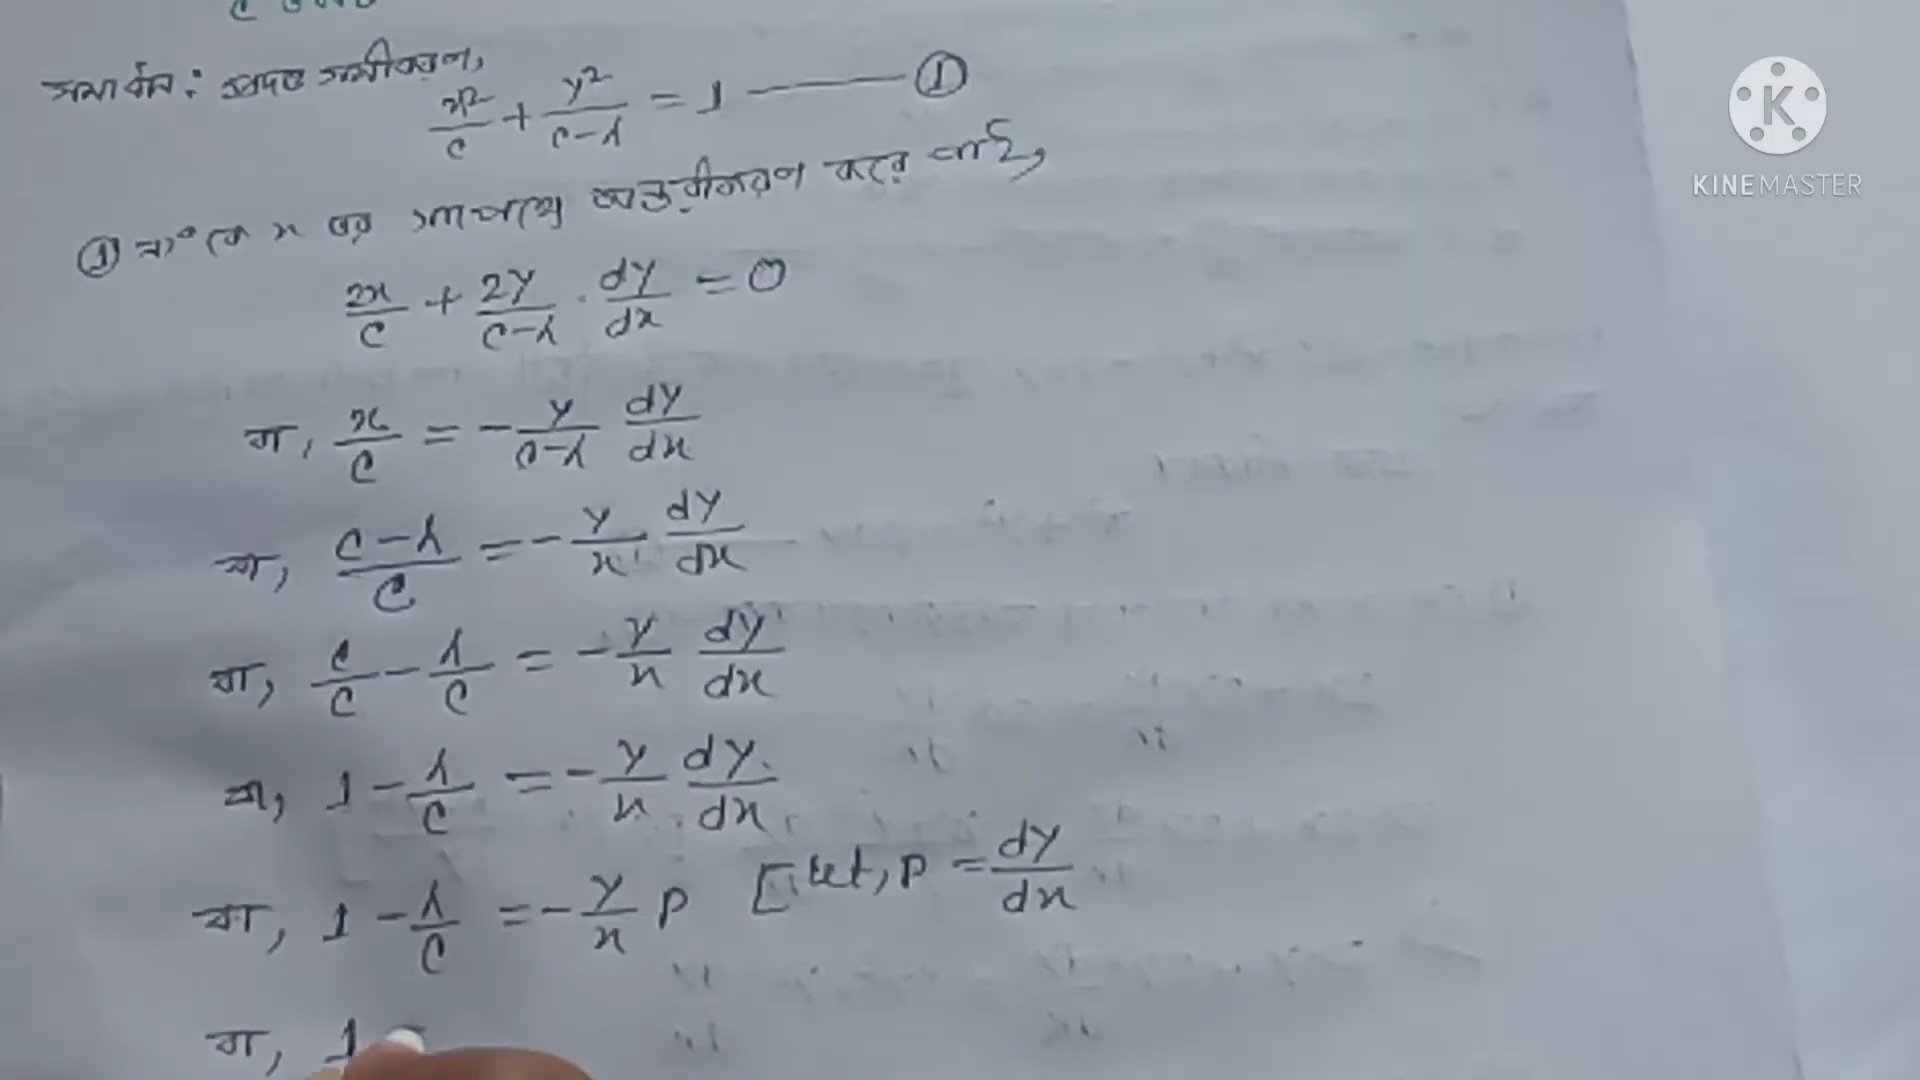 সমাধান: প্রদত্ত সমীকরণ,
x²/c + y²/(c-λ) = 1 ——— ①
① নং কে x এর সাপেক্ষে অন্তরীকরণ করে পাই,
2x/c + 2y/(c-λ) · dy/dx = 0
বা, x/c = - y/(c-λ) dy/dx
বা, (c-λ)/c = - y/x dy/dx
বা, c/c - λ/c = - y/x dy/dx
বা, 1 - λ/c = - y/x dy/dx
বা, 1 - λ/c = - y/x p [let, p = dy/dx
বা, 1
KINEMASTER